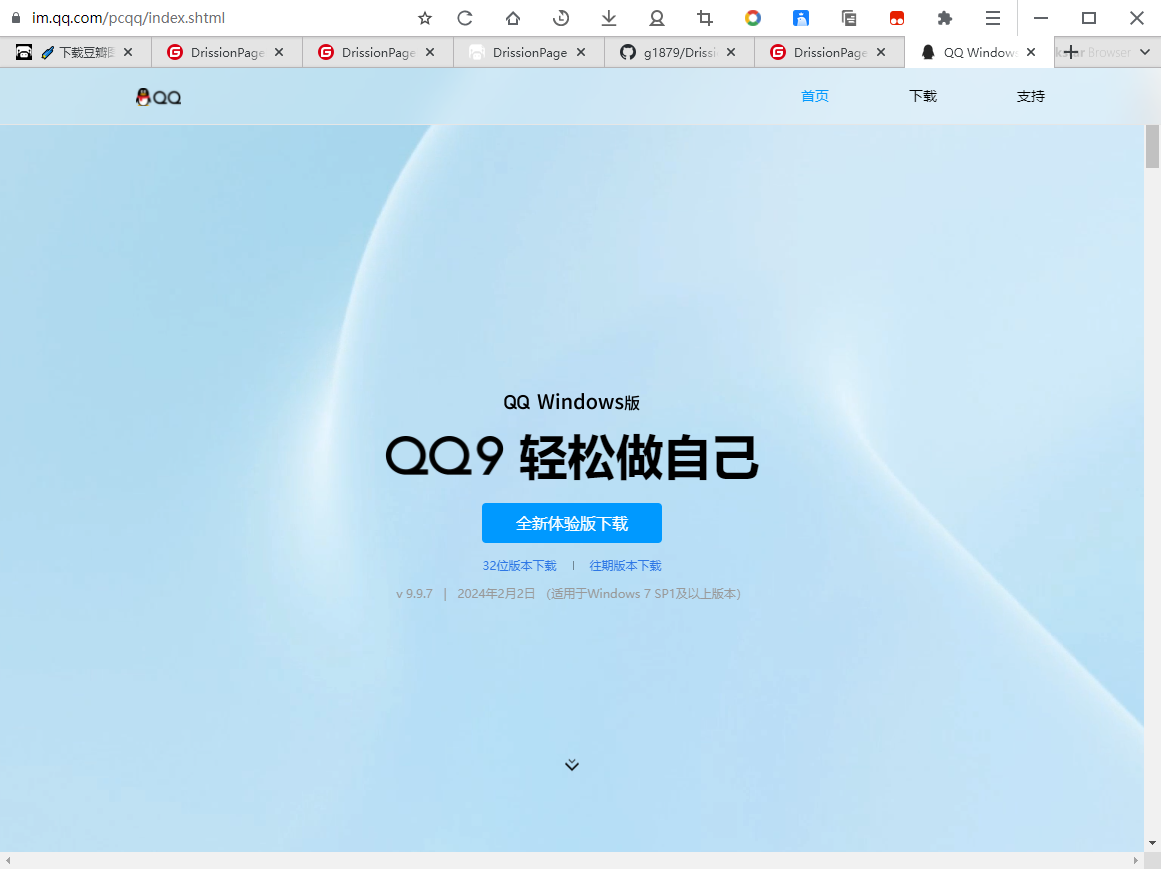 im.qq.com/pcqq/index.shtml
下载豆瓣图 DrissionPage DrissionPage DrissionPage g1879/Drissi DrissionPage QQ Windows Browser
QQ 首页 下载 支持
QQ Windows版
QQ9 轻松做自己
全新体验版下载
32位版本下载 | 往期版本下载
v 9.9.7 | 2024年2月2日 (适用于Windows 7 SP1及以上版本)